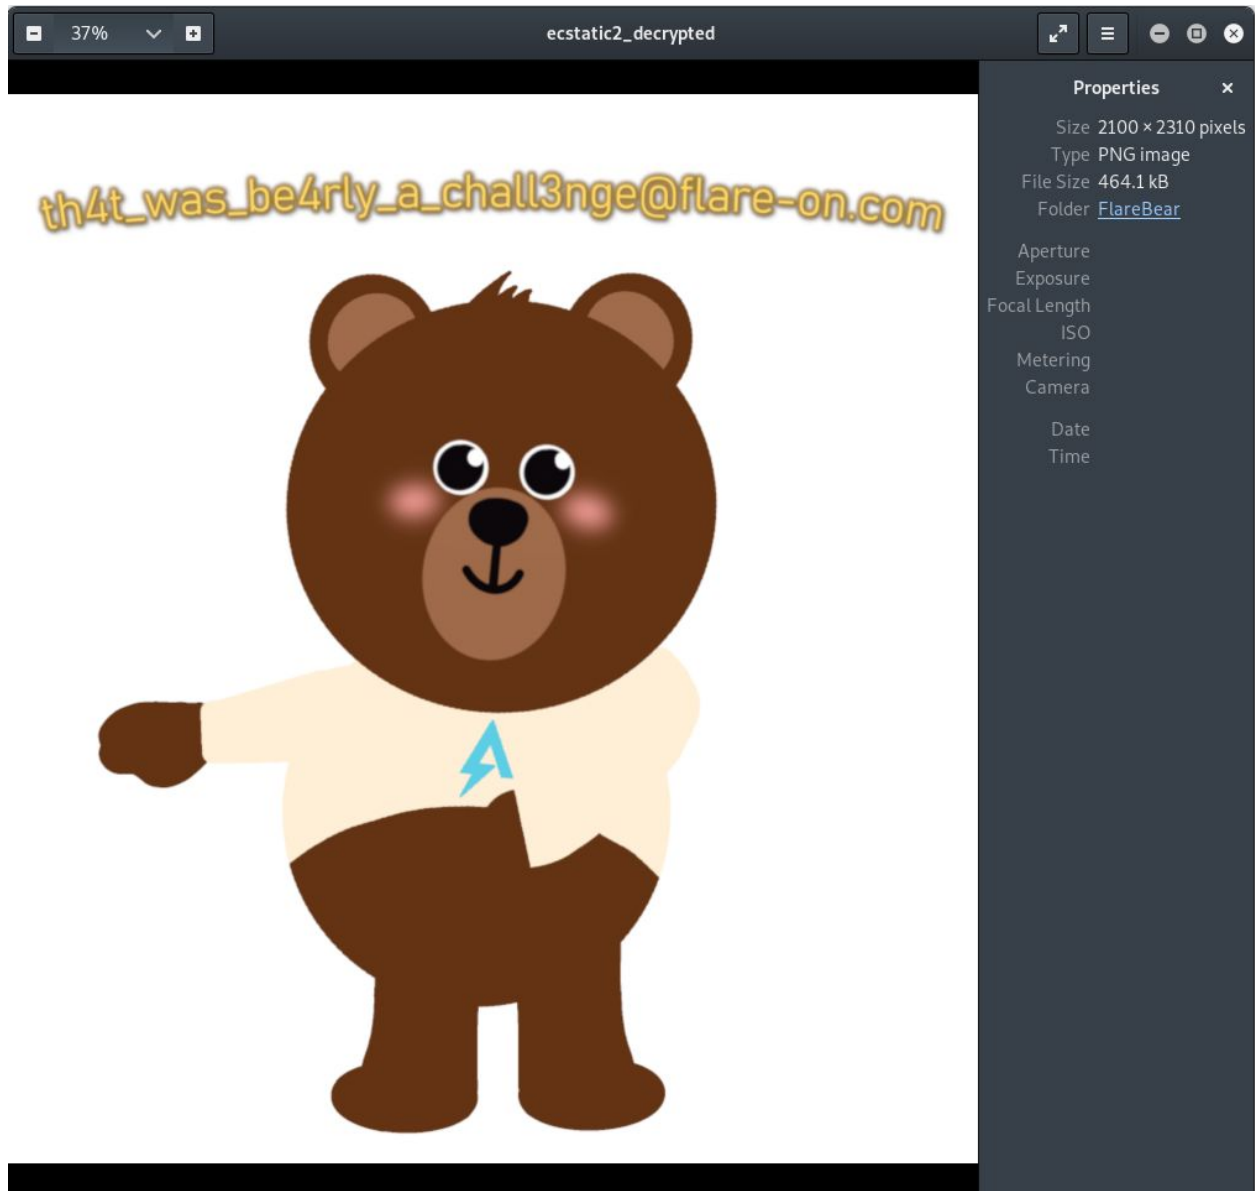 37%
ecstatic2_decrypted
Properties
Size 2100 × 2310 pixels
Type PNG image
File Size 464.1 kB
Folder FlareBear
Aperture
Exposure
Focal Length
ISO
Metering
Camera
Date
Time
th4t_was_be4rly_a_chall3nge@flare-on.com